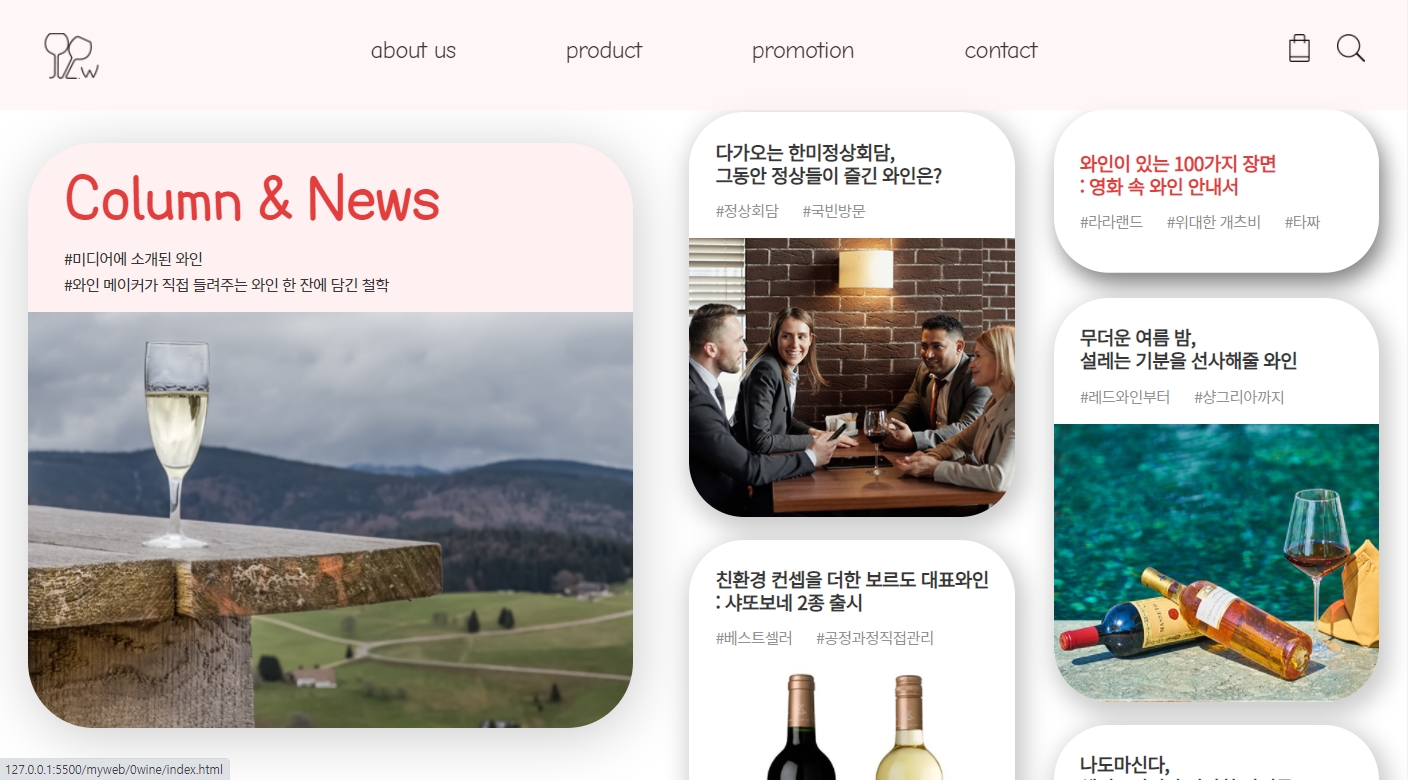 W
about us
product
promotion
contact
Column & News
#미디어에 소개된 와인
#와인 메이커가 직접 들려주는 와인 한 잔에 담긴 철학
다가오는 한미정상회담,
그동안 정상들이 즐긴 와인은?
#정상회담 #국빈방문
친환경 컨셉을 더한 보르도 대표와인
: 샤또보네 2종 출시
#베스트셀러 #공정과정직접관리
와인이 있는 100가지 장면
: 영화 속 와인 안내서
#라라랜드 #위대한 개츠비 #타짜
무더운 여름 밤,
설레는 기분을 선사해줄 와인
#레드와인부터 #샹그리아까지
나도마신다,
127.0.0.1:5500/myweb/0wine/index.html